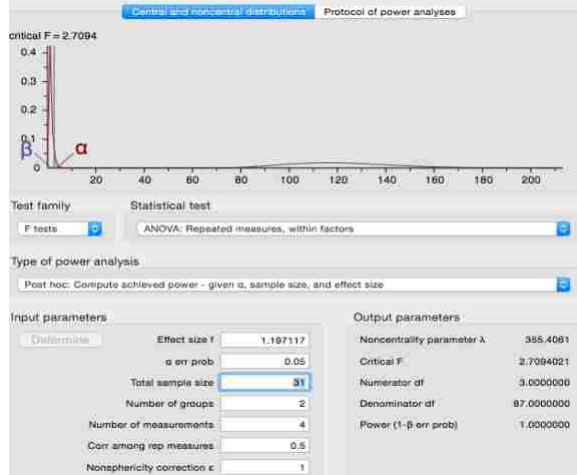 Central and noncentral distributions Protocol of power analyses
critical F = 2.7094
0.4
0.3
0.2
0.1
β α
0
20 40 60 80 100 120 140 160 180 200
Test family Statistical test
F tests ANOVA: Repeated measures, within factors
Type of power analysis
Post hoc: Compute achieved power - given α, sample size, and effect size
Input parameters Output parameters
Determine Effect size f 1.197117 Noncentrality parameter λ 355.4061
α err prob 0.05 Critical F 2.7094021
Total sample size 31 Numerator df 3.0000000
Number of groups 2 Denominator df 87.0000000
Number of measurements 4 Power (1-β err prob) 1.0000000
Corr among rep measures 0.5
Nonsphericity correction ε 1